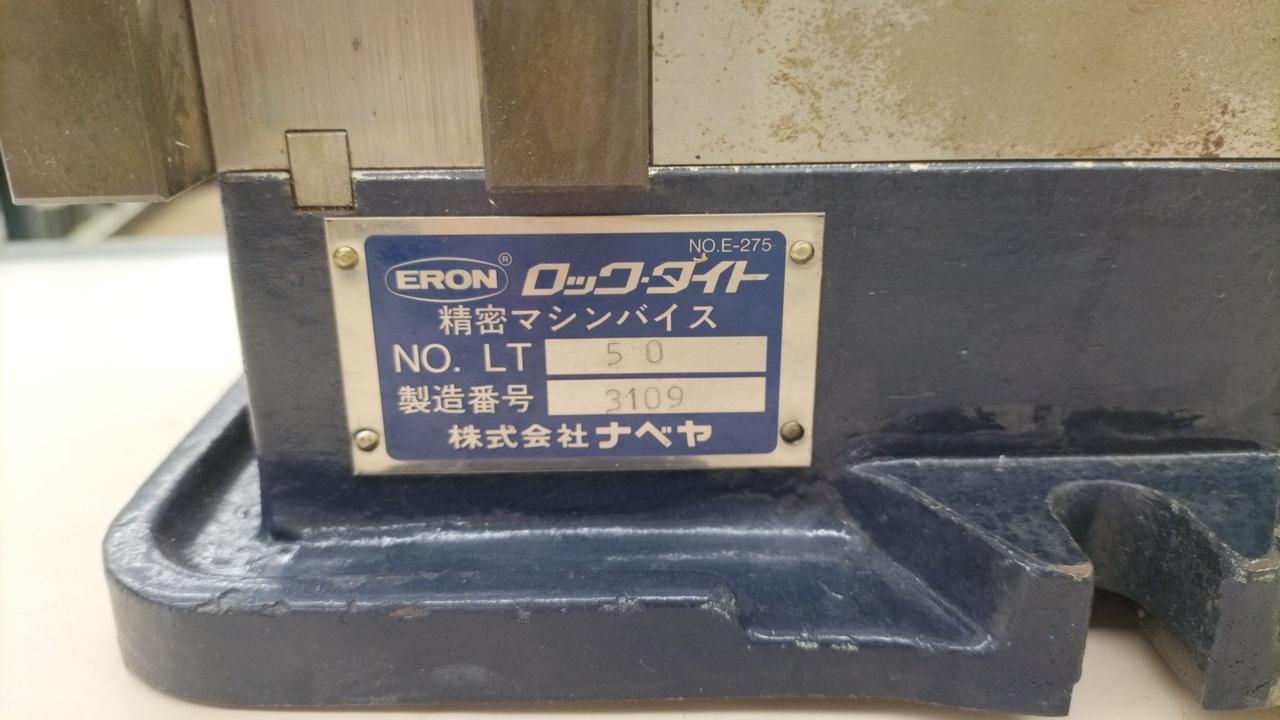 NO.E-275
ERON® ロック・タイト
精密マシンバイス
NO. LT 50
製造番号 3109
株式会社ナベヤ